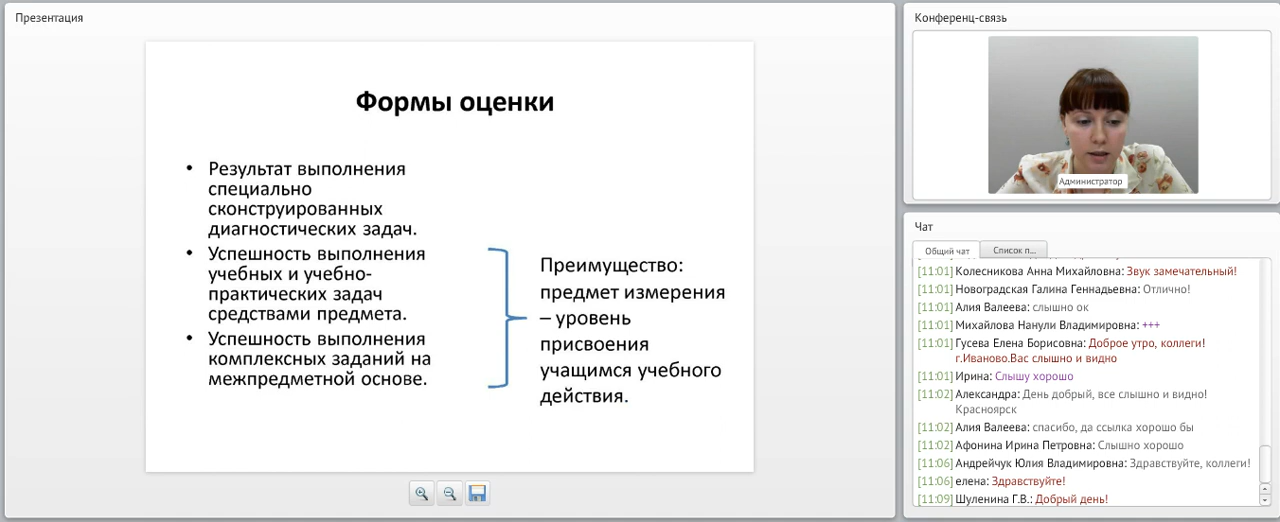 Презентация
Формы оценки
• Результат выполнения
специально
сконструированных
диагностических задач.
• Успешность выполнения
учебных и учебно-
практических задач
средствами предмета.
• Успешность выполнения
комплексных заданий на
межпредметной основе.
Преимущество:
предмет измерения
– уровень
присвоения
учащимся учебного
действия.
Конференц-связь
Администратор
Чат
Общий чат
Список п...
[11:01] Колесникова Анна Михайловна: Звук замечательный!
[11:01] Новоградская Галина Геннадьевна: Отлично!
[11:01] Алия Валеева: слышно ок
[11:01] Михайлова Нанули Владимировна: +++
[11:01] Гусева Елена Борисовна: Доброе утро, коллеги!
г.Иваново.Вас слышно и видно
[11:01] Ирина: Слышу хорошо
[11:02] Александра: День добрый, все слышно и видно!
Красноярск
[11:02] Алия Валеева: спасибо, да ссылка хорошо бы
[11:02] Афонина Ирина Петровна: Слышно хорошо
[11:06] Андрейчук Юлия Владимировна: Здравствуйте, коллеги!
[11:06] елена: Здравствуйте!
[11:09] Шуленина Г.В.: Добрый день!